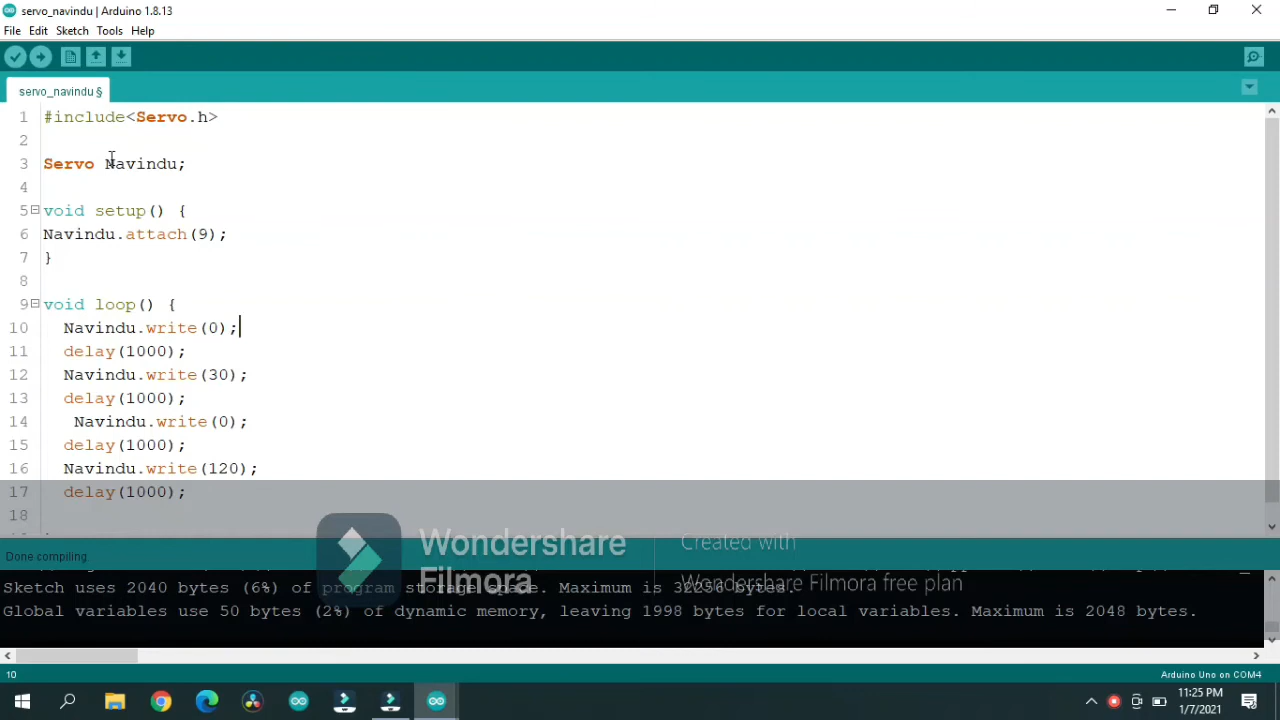 servo_navindu | Arduino 1.8.13
File Edit Sketch Tools Help
servo_navindu §
1 #include<Servo.h>
2
3 Servo Navindu;
4
5 void setup() {
6 Navindu.attach(9);
7 }
8
9 void loop() {
10 Navindu.write(0);
11 delay(1000);
12 Navindu.write(30);
13 delay(1000);
14 Navindu.write(0);
15 delay(1000);
16 Navindu.write(120);
17 delay(1000);
18
Wondershare Filmora
Created with
Wondershare Filmora free plan
Done compiling.
Sketch uses 2040 bytes (6%) of program storage space. Maximum is 32256 bytes.
Global variables use 50 bytes (2%) of dynamic memory, leaving 1998 bytes for local variables. Maximum is 2048 bytes.
10
Arduino Uno on COM4
11:25 PM
1/7/2021